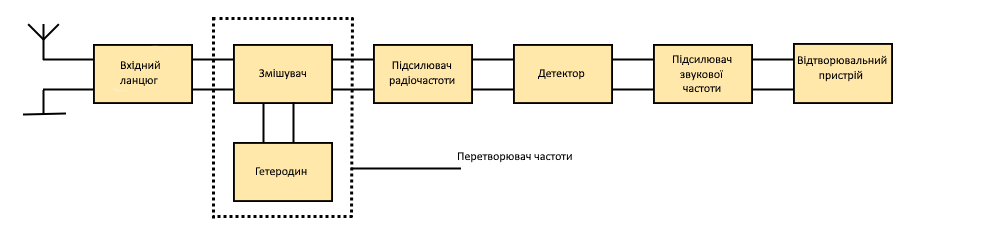 Вхідний
ланцюг
Змішувач
Підсилювач
радіочастоти
Детектор
Підсилювач
звукової
частоти
Відтворювальний
пристрій
Гетеродин
Перетворювач частоти